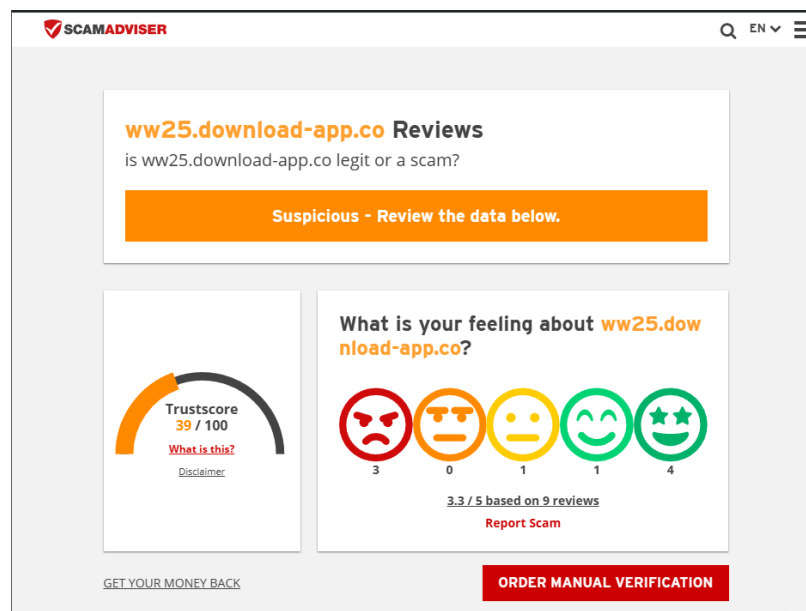 SCAMADVISER
EN
ww25.download-app.co Reviews
is ww25.download-app.co legit or a scam?
Suspicious - Review the data below.
Trustscore
39 / 100
What is this?
Disclaimer
What is your feeling about ww25.dow
nload-app.co?
3 0 1 1 4
3.3 / 5 based on 9 reviews
Report Scam
GET YOUR MONEY BACK
ORDER MANUAL VERIFICATION